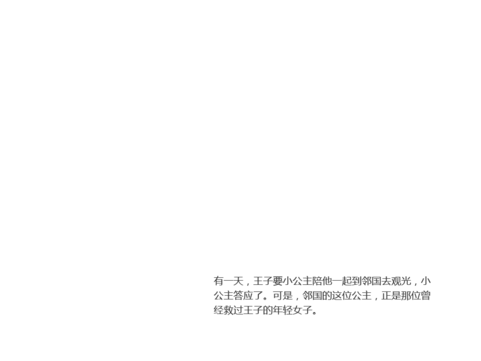 有一天，王子要小公主陪他一起到邻国去观光，小
公主答应了。可是，邻国的这位公主，正是那位曾
经救过王子的年轻女子。